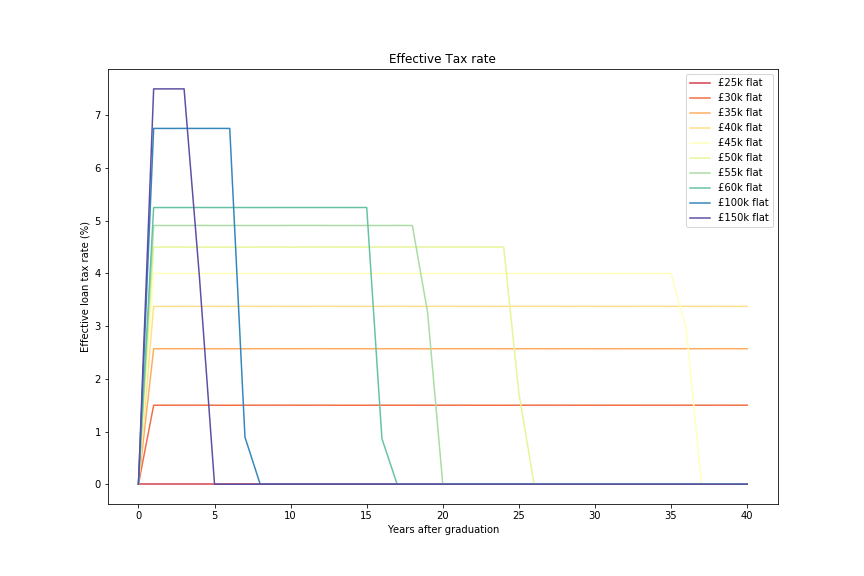 Effective Tax rate
Effective loan tax rate (%)
7
6
5
4
3
2
1
0
£25k flat
£30k flat
£35k flat
£40k flat
£45k flat
£50k flat
£55k flat
£60k flat
£100k flat
£150k flat
0 5 10 15 20 25 30 35 40
Years after graduation